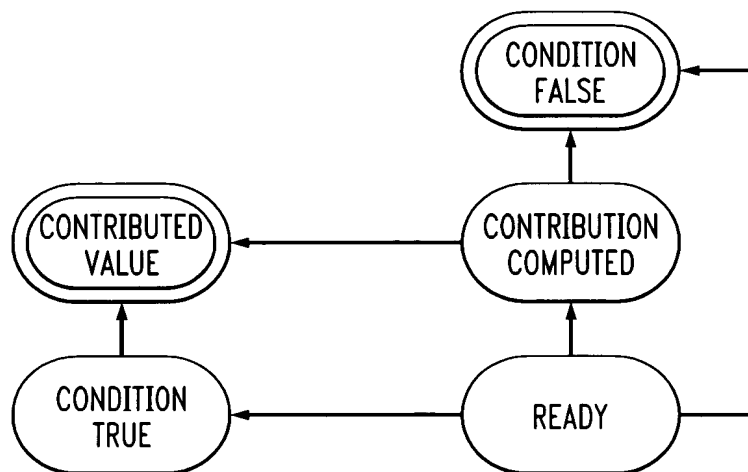 CONDITION
FALSE
CONTRIBUTED
VALUE
CONTRIBUTION
COMPUTED
CONDITION
TRUE
READY